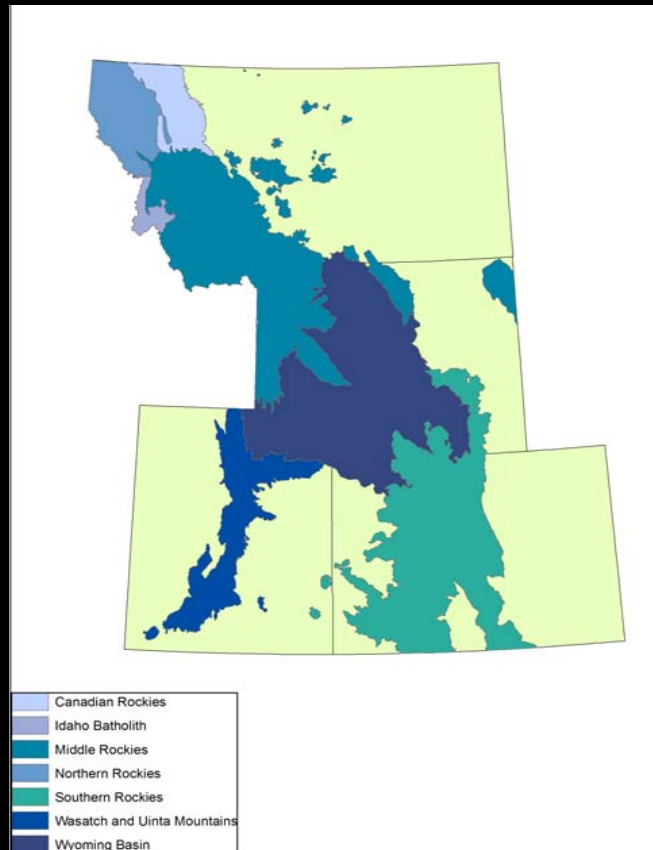 Canadian Rockies
Idaho Batholith
Middle Rockies
Northern Rockies
Southern Rockies
Wasatch and Uinta Mountains
Wyoming Basin